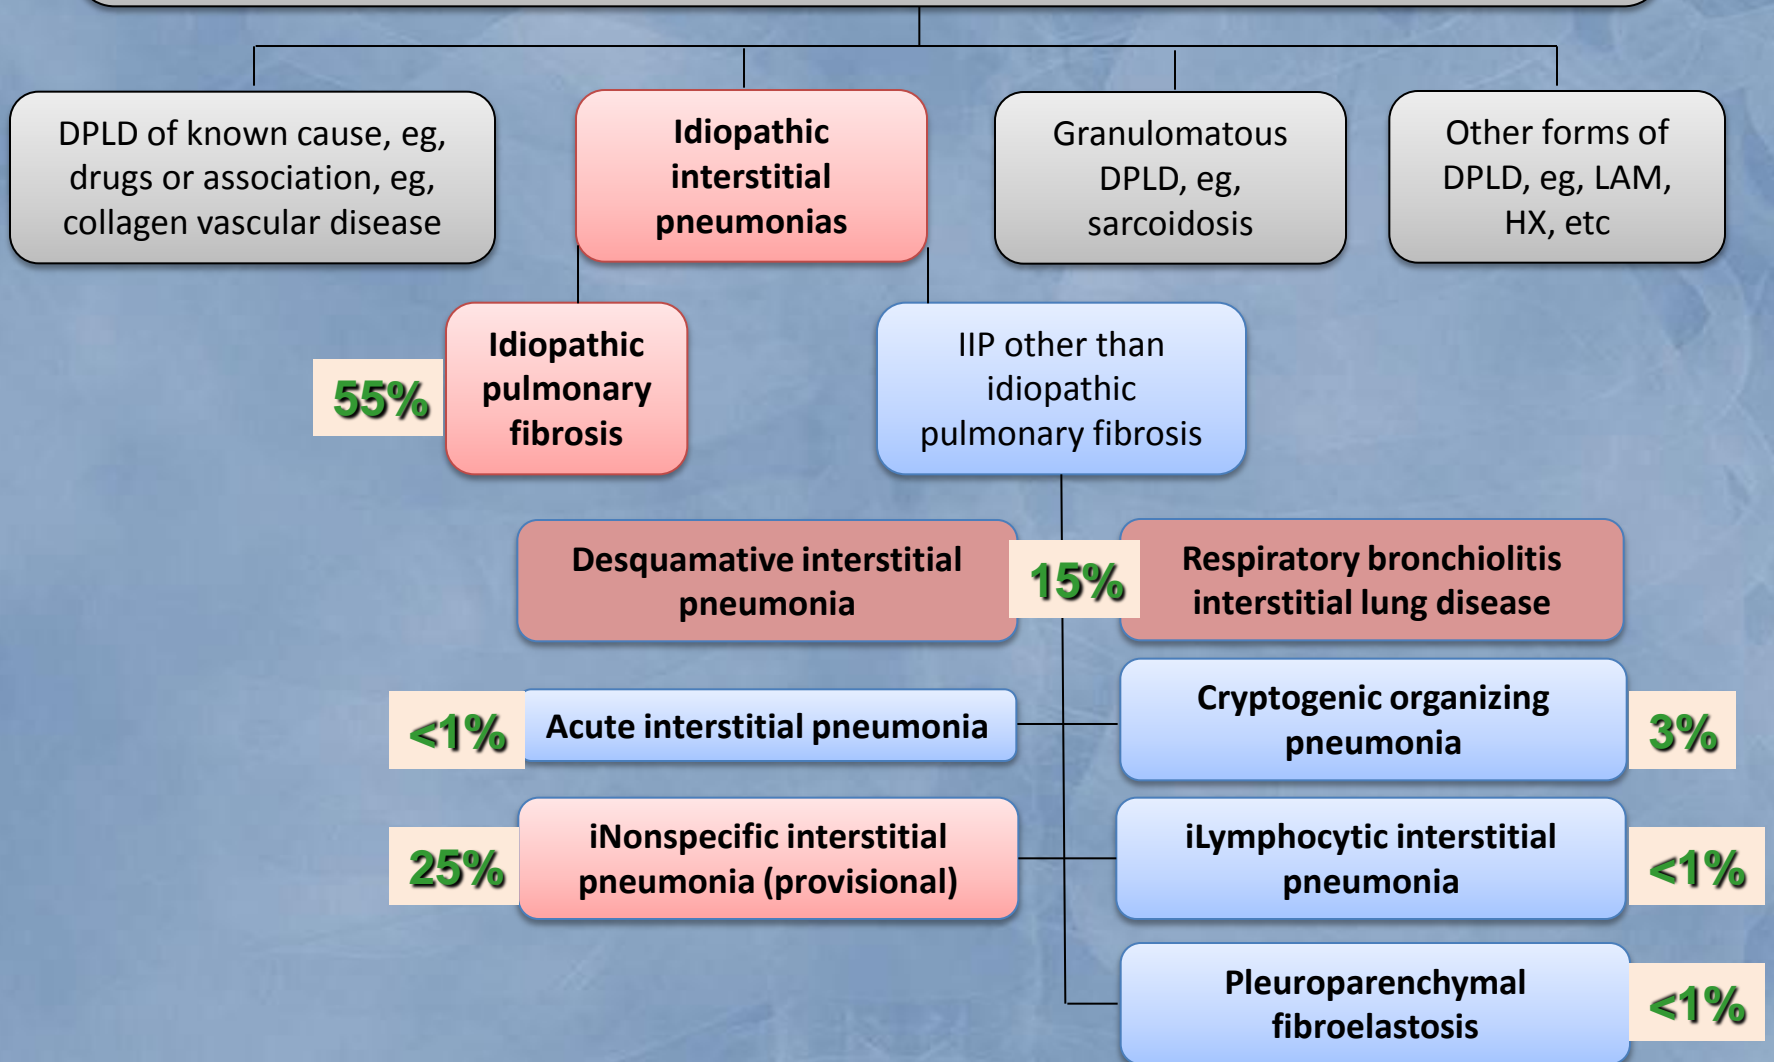 DPLD of known cause, eg,
drugs or association, eg,
collagen vascular disease
Idiopathic
interstitial
pneumonias
Granulomatous
DPLD, eg,
sarcoidosis
Other forms of
DPLD, eg, LAM,
HX, etc
55%
Idiopathic
pulmonary
fibrosis
IIP other than
idiopathic
pulmonary fibrosis
Desquamative interstitial
pneumonia
15%
Respiratory bronchiolitis
interstitial lung disease
<1%
Acute interstitial pneumonia
Cryptogenic organizing
pneumonia
3%
25%
iNonspecific interstitial
pneumonia (provisional)
iLymphocytic interstitial
pneumonia
<1%
Pleuroparenchymal
fibroelastosis
<1%